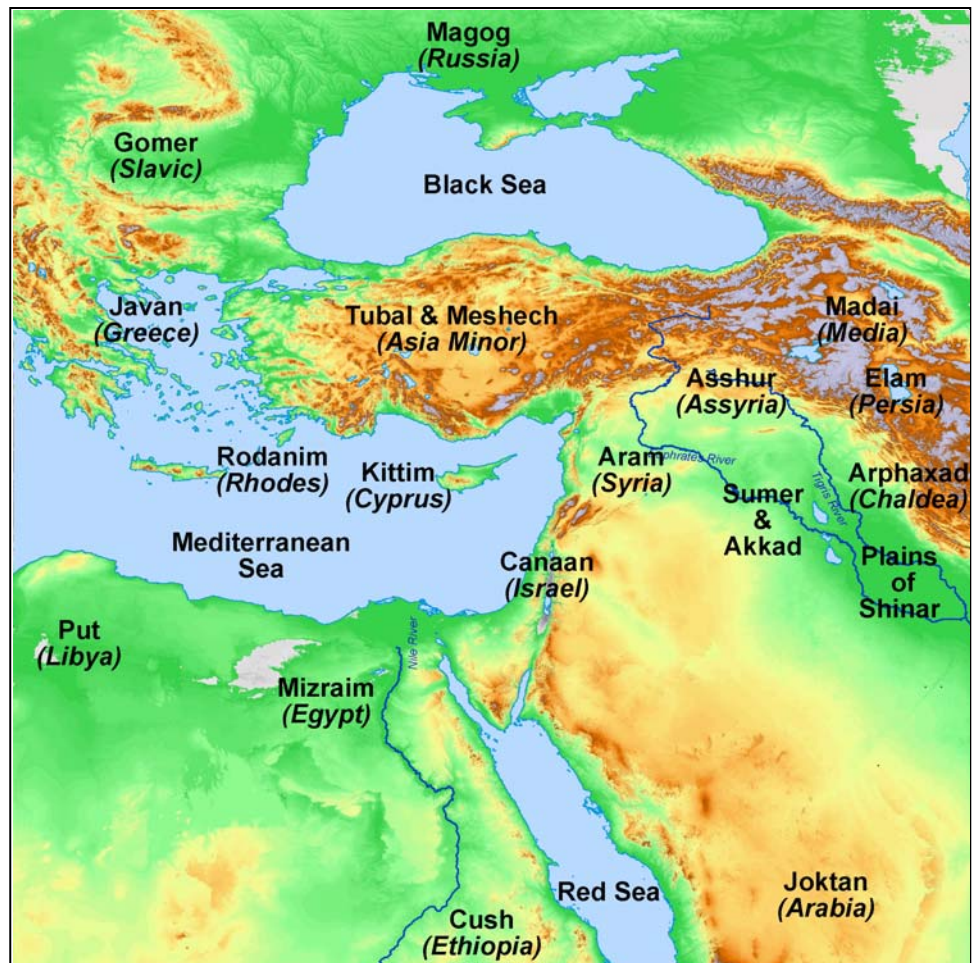 Magog
(Russia)
Gomer
(Slavic)
Black Sea
Javan
(Greece)
Tubal & Meshech
(Asia Minor)
Madai
(Media)
Asshur
(Assyria)
Elam
(Persia)
Rodanim
(Rhodes)
Kittim
(Cyprus)
Aram
(Syria)
Euphrates River
Tigris River
Arphaxad
(Chaldea)
Sumer
&
Akkad
Mediterranean
Sea
Canaan
(Israel)
Plains
of
Shinar
Put
(Libya)
Nile River
Mizraim
(Egypt)
Red Sea
Joktan
(Arabia)
Cush
(Ethiopia)